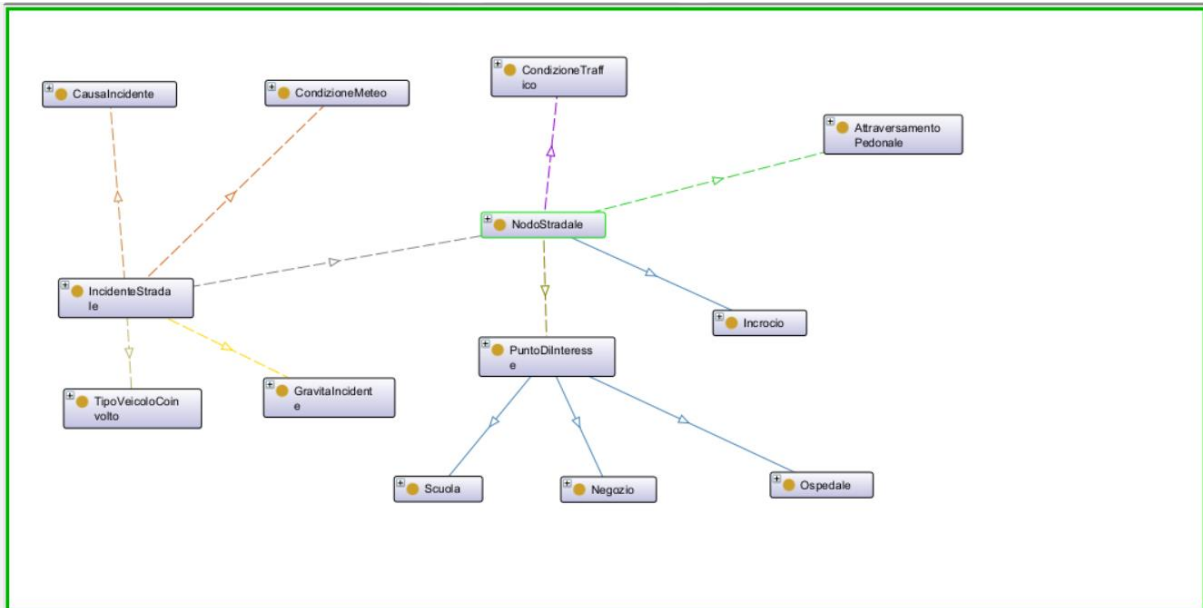 CausaIncidente
CondizioneMeteo
CondizioneTraff
ico
Attraversamento
Pedonale
NodoStradale
IncidenteStrada
le
Incrocio
PuntoDiInteress
e
TipoVeicoloCoin
volto
GravitaIncident
e
Scuola
Negozio
Ospedale